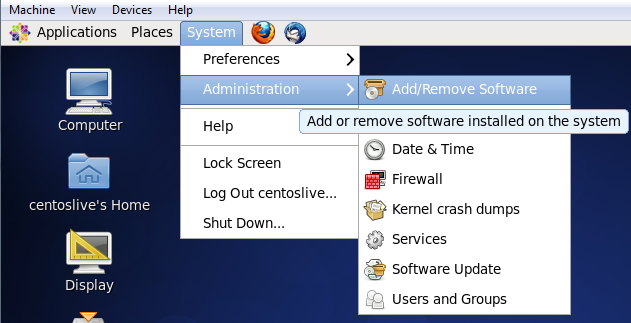 Machine View Devices Help
Applications Places System
Preferences
Administration
Help
Lock Screen
Log Out centoslive...
Shut Down...
Add/Remove Software
Add or remove software installed on the system
Date & Time
Firewall
Kernel crash dumps
Services
Software Update
Users and Groups
Computer
centoslive's Home
Display